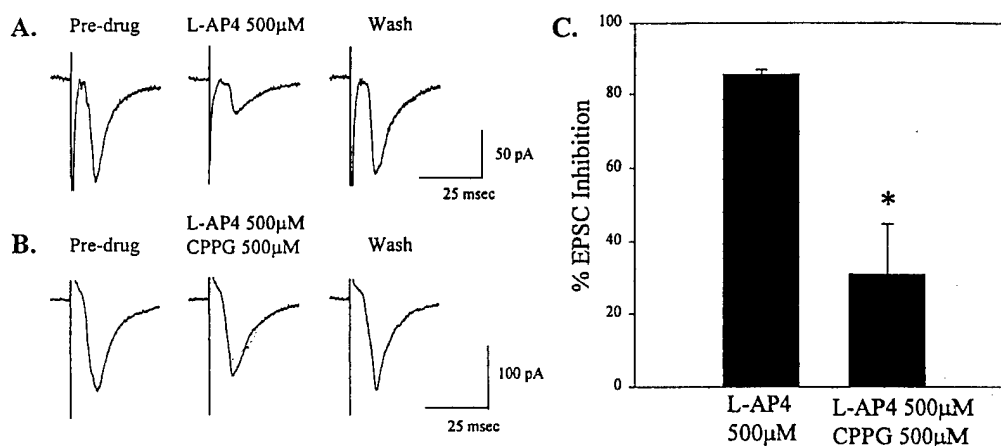 A.
Pre-drug
L-AP4 500µM
Wash
50 pA
25 msec
B.
Pre-drug
L-AP4 500µM
CPPG 500µM
Wash
100 pA
25 msec
C.
% EPSC Inhibition
100
80
60
40
20
0
*
L-AP4
500µM
L-AP4 500µM
CPPG 500µM